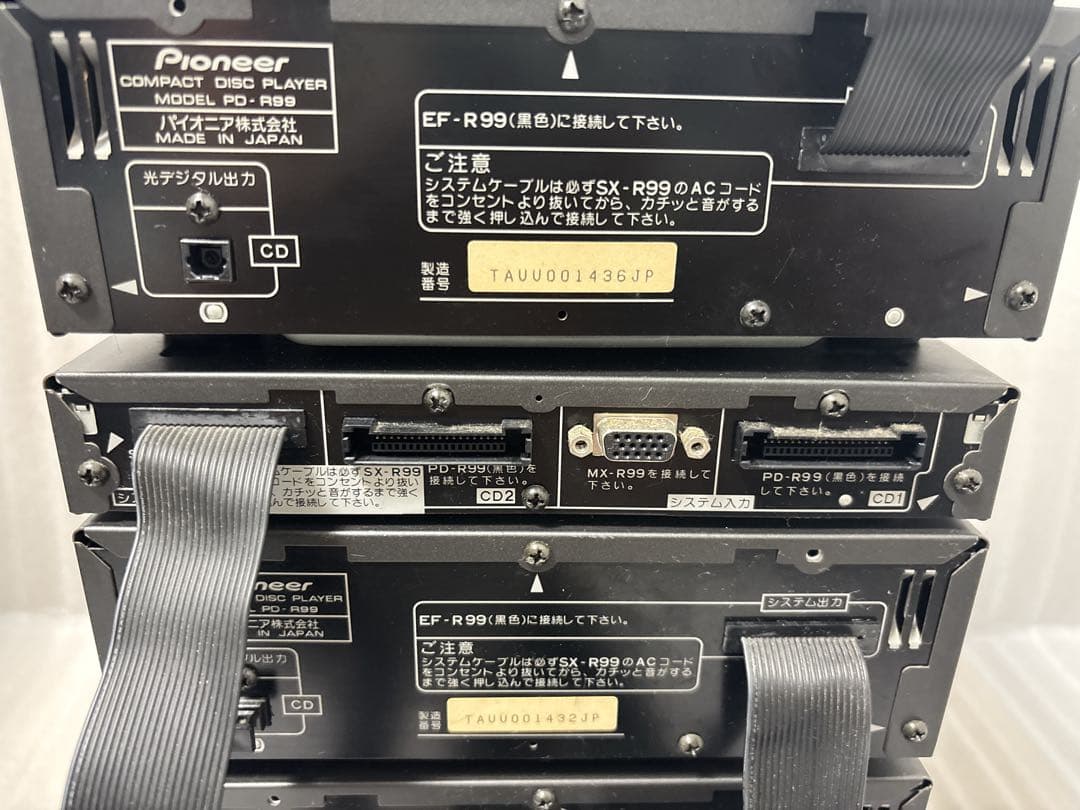 Pioneer
COMPACT DISC PLAYER
MODEL PD-R99
パイオニア株式会社
MADE IN JAPAN
光デジタル出力
CD
EF-R99(黒色)に接続して下さい。
ご注意
システムケーブルは必ずSX-R99のACコード
をコンセントより抜いてから、カチッと音がする
まで強く押し込んで接続して下さい。
製造
番号
TAUU001436JP
ケーブルは必ずSX-R99
コードをコンセントより抜い
、カチッと音がするまで強く
んで接続して下さい。
PD-R99(黒色)を
接続して下さい。
CD2
MX-R99を接続して
下さい。
システム入力
PD-R99(黒色)を接続
して下さい。
CD1
neer
DISC PLAYER
PD-R99
ニア株式会社
IN JAPAN
タル出力
CD
EF-R99(黒色)に接続して下さい。
ご注意
システムケーブルは必ずSX-R99のACコード
をコンセントより抜いてから、カチッと音がする
まで強く押し込んで接続して下さい。
製造
番号
TAUU001432JP
システム出力